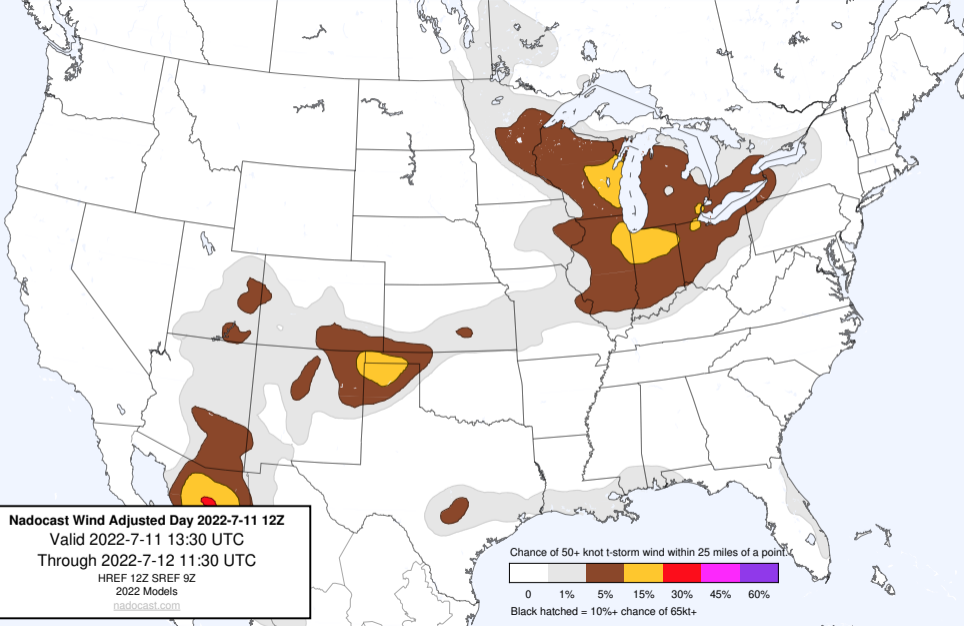 Nadocast Wind Adjusted Day 2022-7-11 12Z
Valid 2022-7-11 13:30 UTC
Through 2022-7-12 11:30 UTC
HREF 12Z SREF 9Z
2022 Models
nadocast.com
Chance of 50+ knot t-storm wind within 25 miles of a point.
0 1% 5% 15% 30% 45% 60%
Black hatched = 10%+ chance of 65kt+